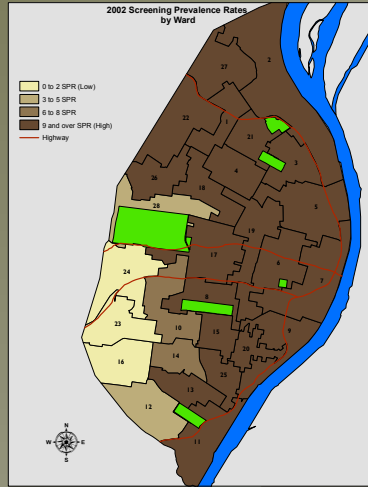 2002 Screening Prevalence Rates
by Ward
0 to 2 SPR (Low)
3 to 5 SPR
6 to 8 SPR
9 and over SPR (High)
Highway
2
27
22
1
21
3
4
26
18
5
28
19
17
24
6
7
8
23
10
15
9
20
16
14
25
13
12
11
N
W
E
S